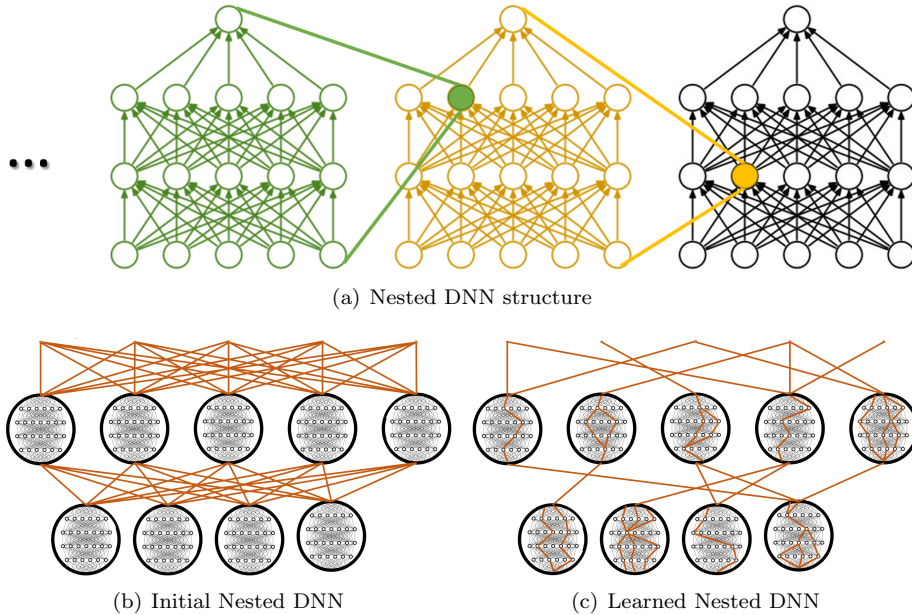 (a) Nested DNN structure
(b) Initial Nested DNN
(c) Learned Nested DNN